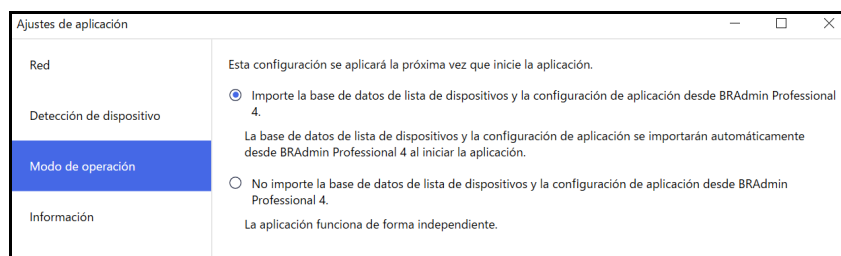 Ajustes de aplicación
Red
Detección de dispositivo
Modo de operación
Información
Esta configuración se aplicará la próxima vez que inicie la aplicación.
Importe la base de datos de lista de dispositivos y la configuración de aplicación desde BRAdmin Professional
4.
La base de datos de lista de dispositivos y la configuración de aplicación se importarán automáticamente
desde BRAdmin Professional 4 al iniciar la aplicación.
No importe la base de datos de lista de dispositivos y la configuración de aplicación desde BRAdmin
Professional 4.
La aplicación funciona de forma independiente.